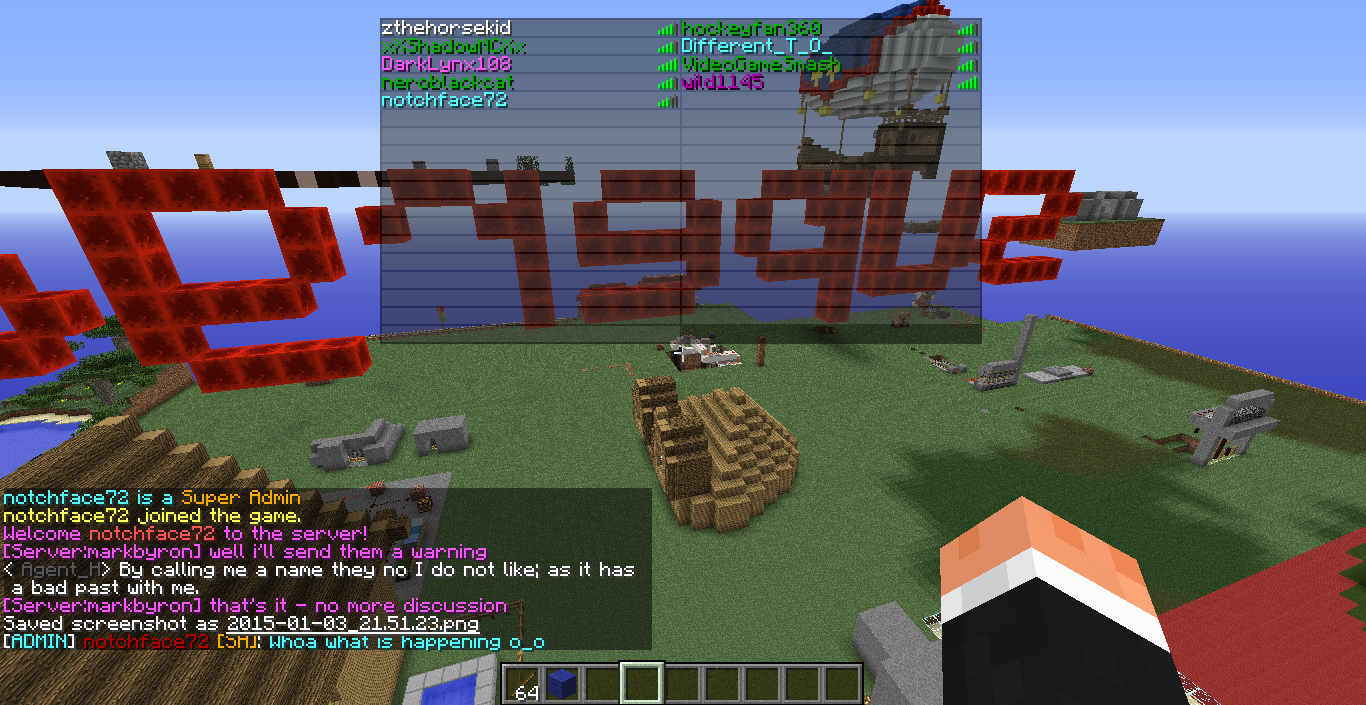 zthehorsekid
hockeyfan360
xXiShadowMCXx
Different_T_O_
DarkLynx108
VideoGameSmash
neroblackcat
wild1145
notchface72
notchface72 is a Super Admin
notchface72 joined the game.
Welcome notchface72 to the server!
[Server:markbyron] well i'll send them a warning
< Agent_H> By calling me a name they no I do not like; as it has
a bad past with me.
[Server:markbyron] that's it - no more discussion
Saved screenshot as 2015-01-03_21.51.23.png
[ADMIN] notchface72 [SA]: Whoa what is happening o_o
64